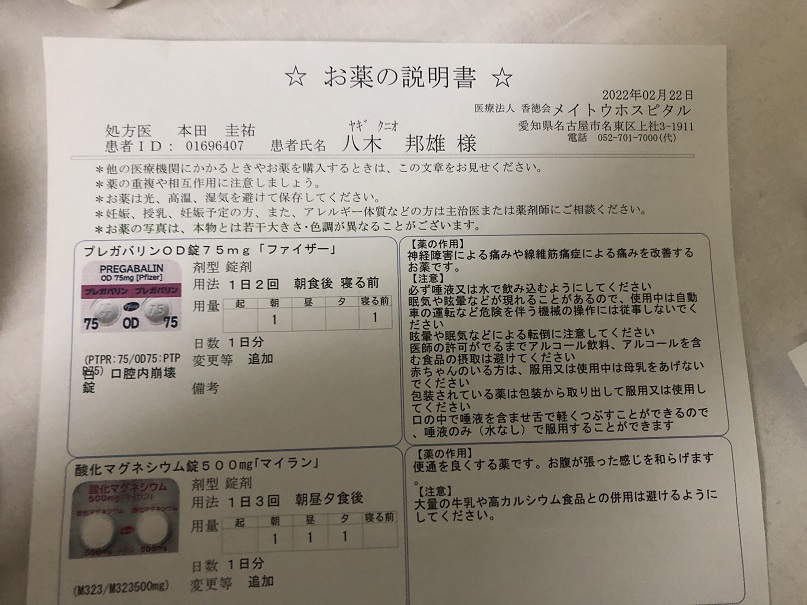 ☆ お薬の説明書 ☆
2022年02月22日
医療法人 香徳会 メイトウホスピタル
処方医 本田 圭祐
ヤギ クニオ
愛知県名古屋市名東区上社3-1911
患者ID: 01696407 患者氏名 八木 邦雄 様
電話 052-701-7000(代)
*他の医療機関にかかるときやお薬を購入するときは、この文章をお見せください。
*薬の重複や相互作用に注意しましょう。
*お薬は光、高温、湿気を避けて保存してください。
*妊娠、授乳、妊娠予定の方、また、アレルギー体質などの方は主治医または薬剤師にご相談ください。
*お薬の写真は、本物とは若干大きさ・色調が異なることがございます。
プレガバリンOD錠75mg「ファイザー」
PREGABALIN
OD 75mg [Pfizer]
プレガバリン プレガバリン
75 OD 75
剤型 錠剤
用法 1日2回 朝食後 寝る前
用量 起 朝 昼 夕 寝る前
1 1
日数 1日分
(PTPR:75/OD75:PTP
変更等 追加
口腔内崩壊
錠
備考
【薬の作用】
神経障害による痛みや線維筋痛症による痛みを改善する
お薬です。
【注意】
必ず唾液又は水で飲み込むようにしてください
眠気や眩暈などが現れることがあるので、使用中は自動
車の運転など危険を伴う機械の操作には従事しないでく
ださい
眩暈や眠気などによる転倒に注意してください
医師の許可がでるまでアルコール飲料、アルコールを含
む食品の摂取は避けてください
赤ちゃんのいる方は、服用又は使用中は母乳をあげない
でください
包装されている薬は包装から取り出して服用又は使用し
てください
口の中で唾液を含ませ舌で軽くつぶすことができるので
、唾液のみ（水なし）で服用することができます
酸化マグネシウム錠500mg「マイラン」
酸化マグネシウム
500mg「マイラン」
剤型 錠剤
用法 1日3回 朝昼夕食後
用量 起 朝 昼 夕 寝る前
1 1 1
日数 1日分
(M323/M323500mg)
変更等 追加
【薬の作用】
便通を良くする薬です。お腹が張った感じを和らげます
。
【注意】
大量の牛乳や高カルシウム食品との併用は避けるように
してください。